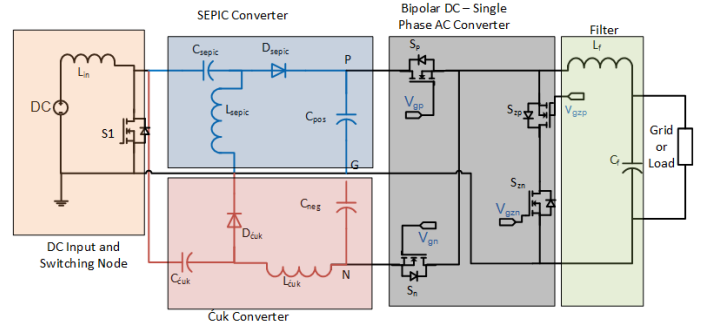 SEPIC Converter
Bipolar DC – Single
Phase AC Converter
Filter
Lin
DC
S1
Csepic
Dsepic
Lsepic
P
Cpos
G
Cneg
Dćuk
Cćuk
Lćuk
N
Sp
Vgp
Szp
Vgzp
Szn
Vgzn
Vgn
Sn
Lf
Cf
Grid
or
Load
DC Input and
Switching Node
Ćuk Converter